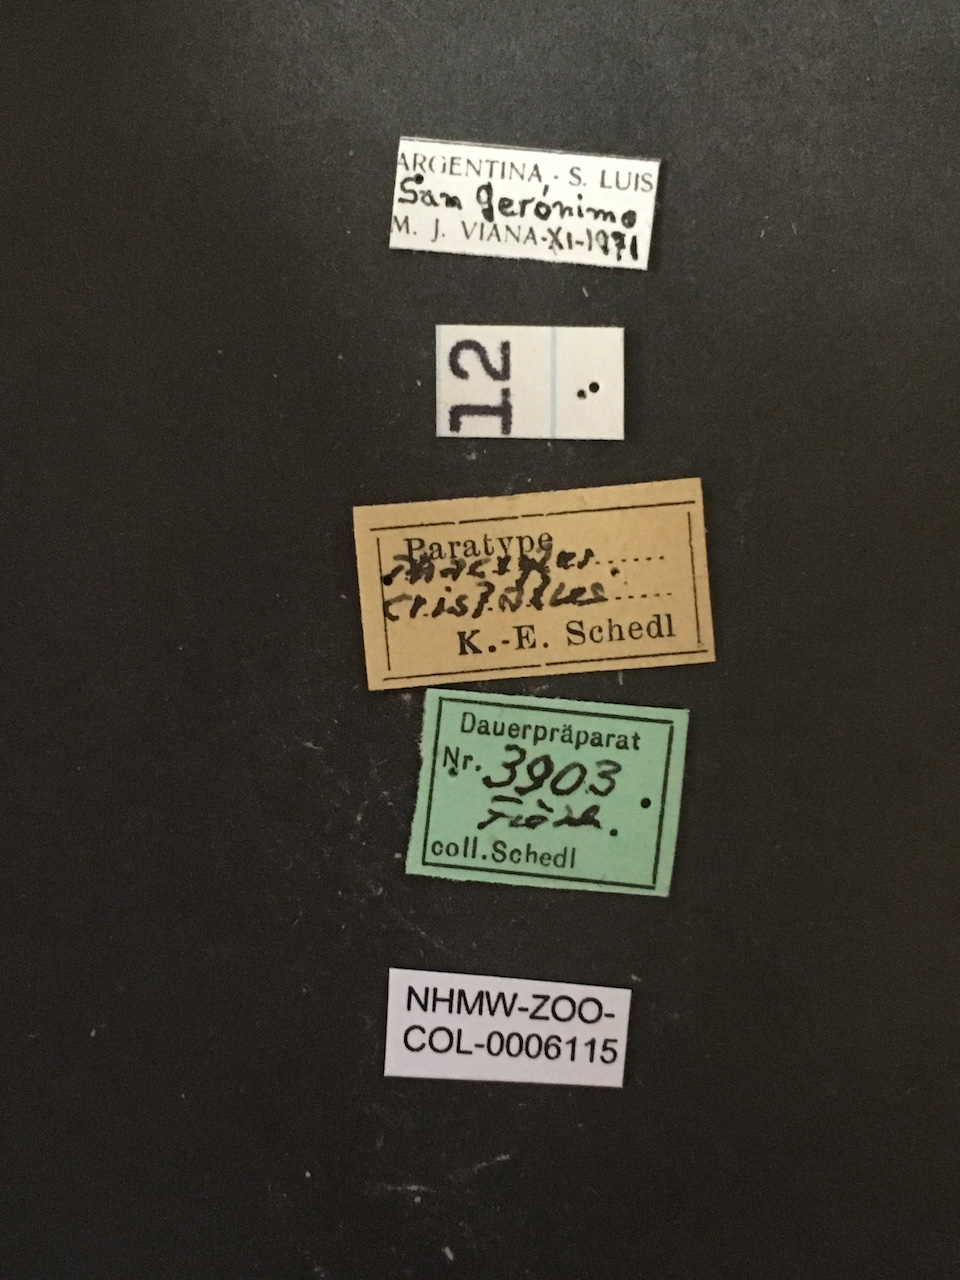 ARGENTINA, · S. LUIS
San Gerónimo
M. J. VIANA-XI-1971
12
Paratype
K.-E. Schedl
Dauerpräparat
Nr. 3903
coll. Schedl
NHMW-ZOO-
COL-0006115